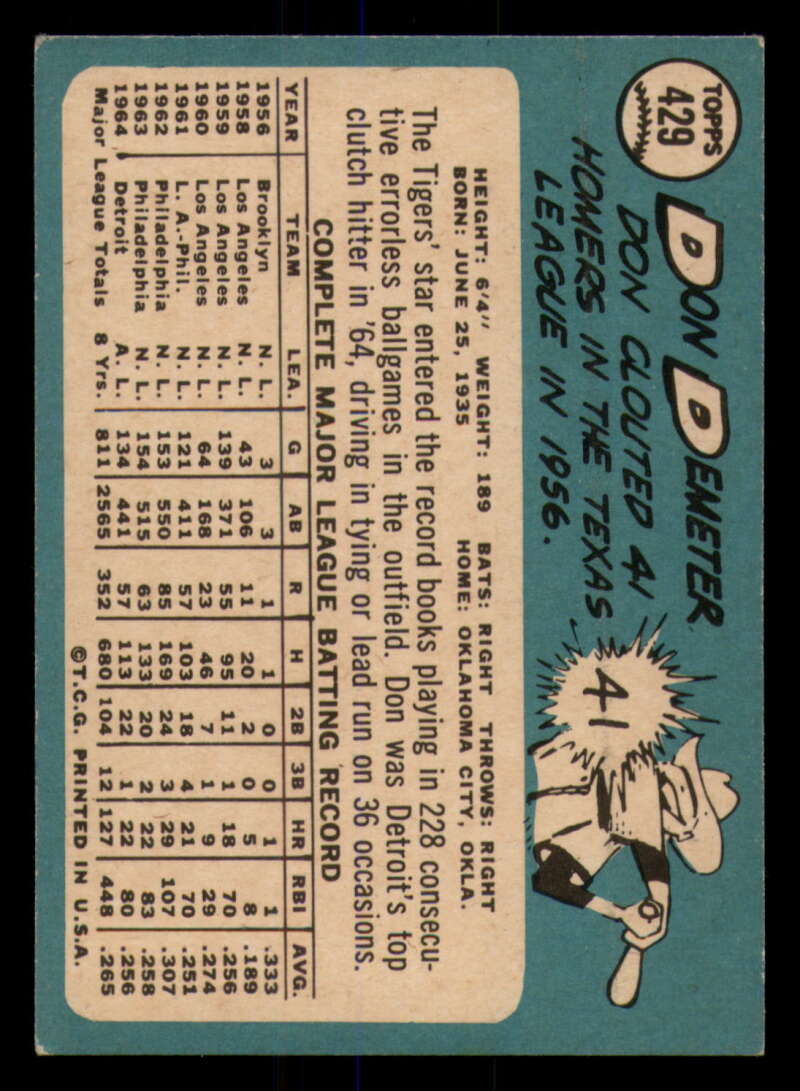 TOPPS
429
DON DEMETER
DON CLOUTED 41
HOMERS IN THE TEXAS
LEAGUE IN 1956.
41
HEIGHT: 6'4" WEIGHT: 189 BATS: RIGHT THROWS: RIGHT
BORN: JUNE 25, 1935 HOME: OKLAHOMA CITY, OKLA.
The Tigers' star entered the record books playing in 228 consecu-
tive errorless ballgames in the outfield. Don was Detroit's top
clutch hitter in '64, driving in tying or lead run on 36 occasions.
COMPLETE MAJOR LEAGUE BATTING RECORD
YEAR TEAM LEA. G AB R H 2B 3B HR RBI AVG.
1956 Brooklyn N. L. 3 3 1 1 0 0 1 1 .333
1958 Los Angeles N. L. 43 106 11 20 2 0 5 8 .189
1959 Los Angeles N. L. 139 371 55 95 11 1 18 70 .256
1960 Los Angeles N. L. 64 168 23 46 7 1 9 29 .274
1961 L. A.-Phil. N. L. 121 411 57 103 18 4 21 70 .251
1962 Philadelphia N. L. 153 550 85 169 24 3 29 107 .307
1963 Philadelphia N. L. 154 515 63 133 20 2 22 83 .258
1964 Detroit A. L. 134 441 57 113 22 1 22 80 .256
Major League Totals 8 Yrs. 811 2565 352 680 104 12 127 448 .265
©T.C.G. PRINTED IN U.S.A.